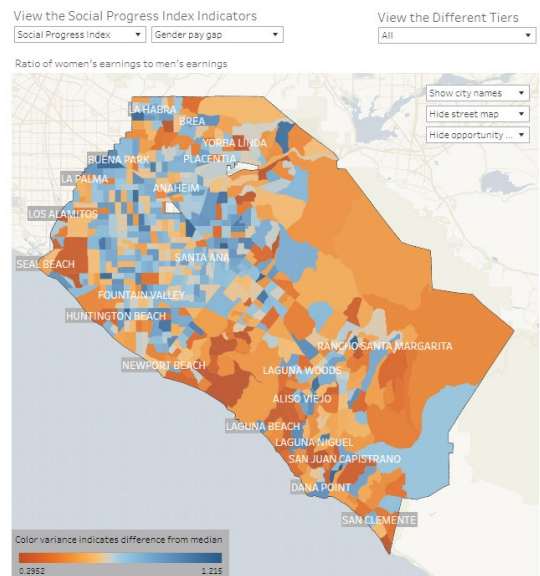 View the Social Progress Index Indicators
View the Different Tiers
Social Progress Index
Gender pay gap
All
Ratio of women's earnings to men's earnings
Show city names
Hide street map
Hide opportunity ...
LA HABRA
BREA
YORBA LINDA
BUENA PARK
PLACENTIA
LA PALMA
ANAHEIM
LOS ALAMITOS
SANTA ANA
SEAL BEACH
FOUNTAIN VALLEY
HUNTINGTON BEACH
RANCHO SANTA MARGARITA
NEWPORT BEACH
LAGUNA WOODS
ALISO VIEJO
LAGUNA BEACH
LAGUNA NIGUEL
SAN JUAN CAPISTRANO
DANA POINT
SAN CLEMENTE
Color variance indicates difference from median
0.2952
1.215